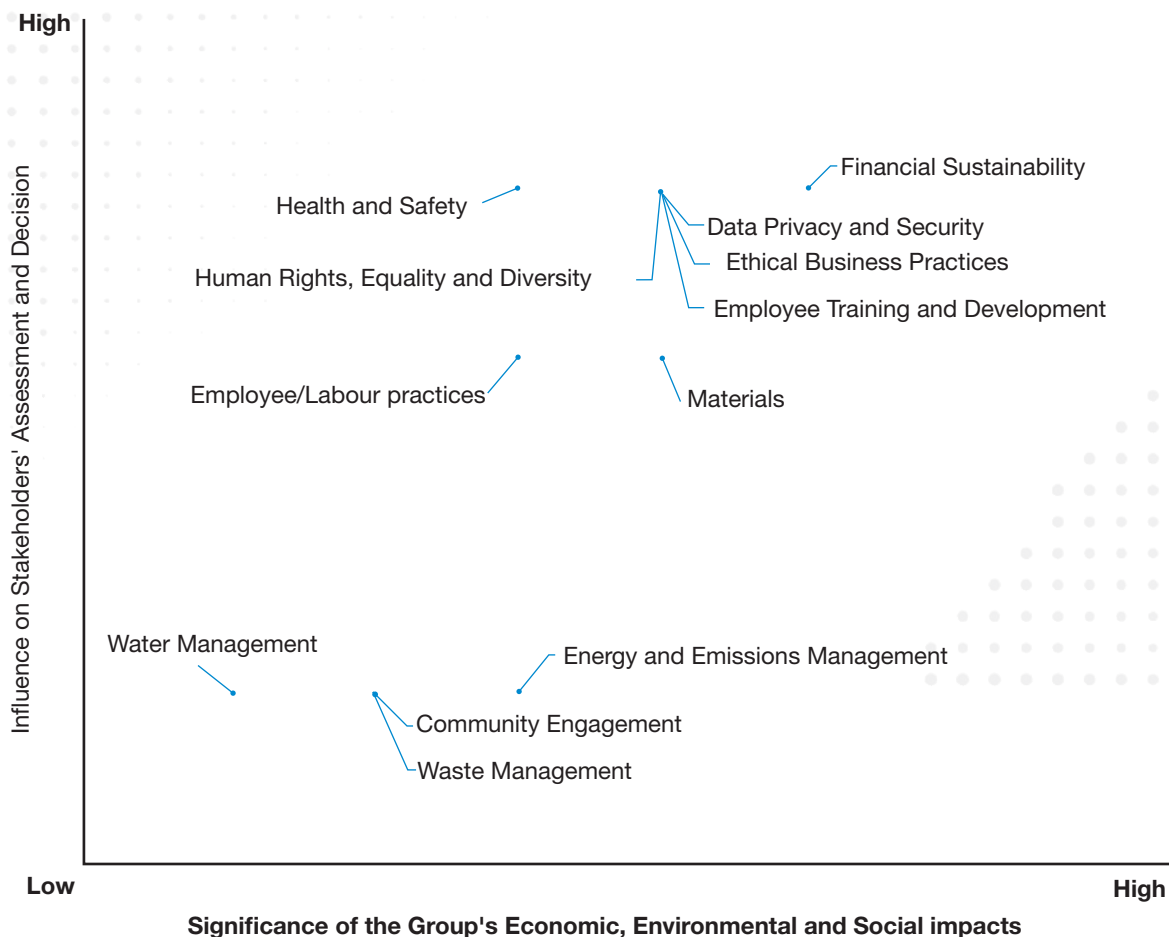 High
Influence on Stakeholders' Assessment and Decision
Financial Sustainability
Health and Safety
Data Privacy and Security
Ethical Business Practices
Human Rights, Equality and Diversity
Employee Training and Development
Employee/Labour practices
Materials
Water Management
Energy and Emissions Management
Community Engagement
Waste Management
Low
High
Significance of the Group's Economic, Environmental and Social impacts